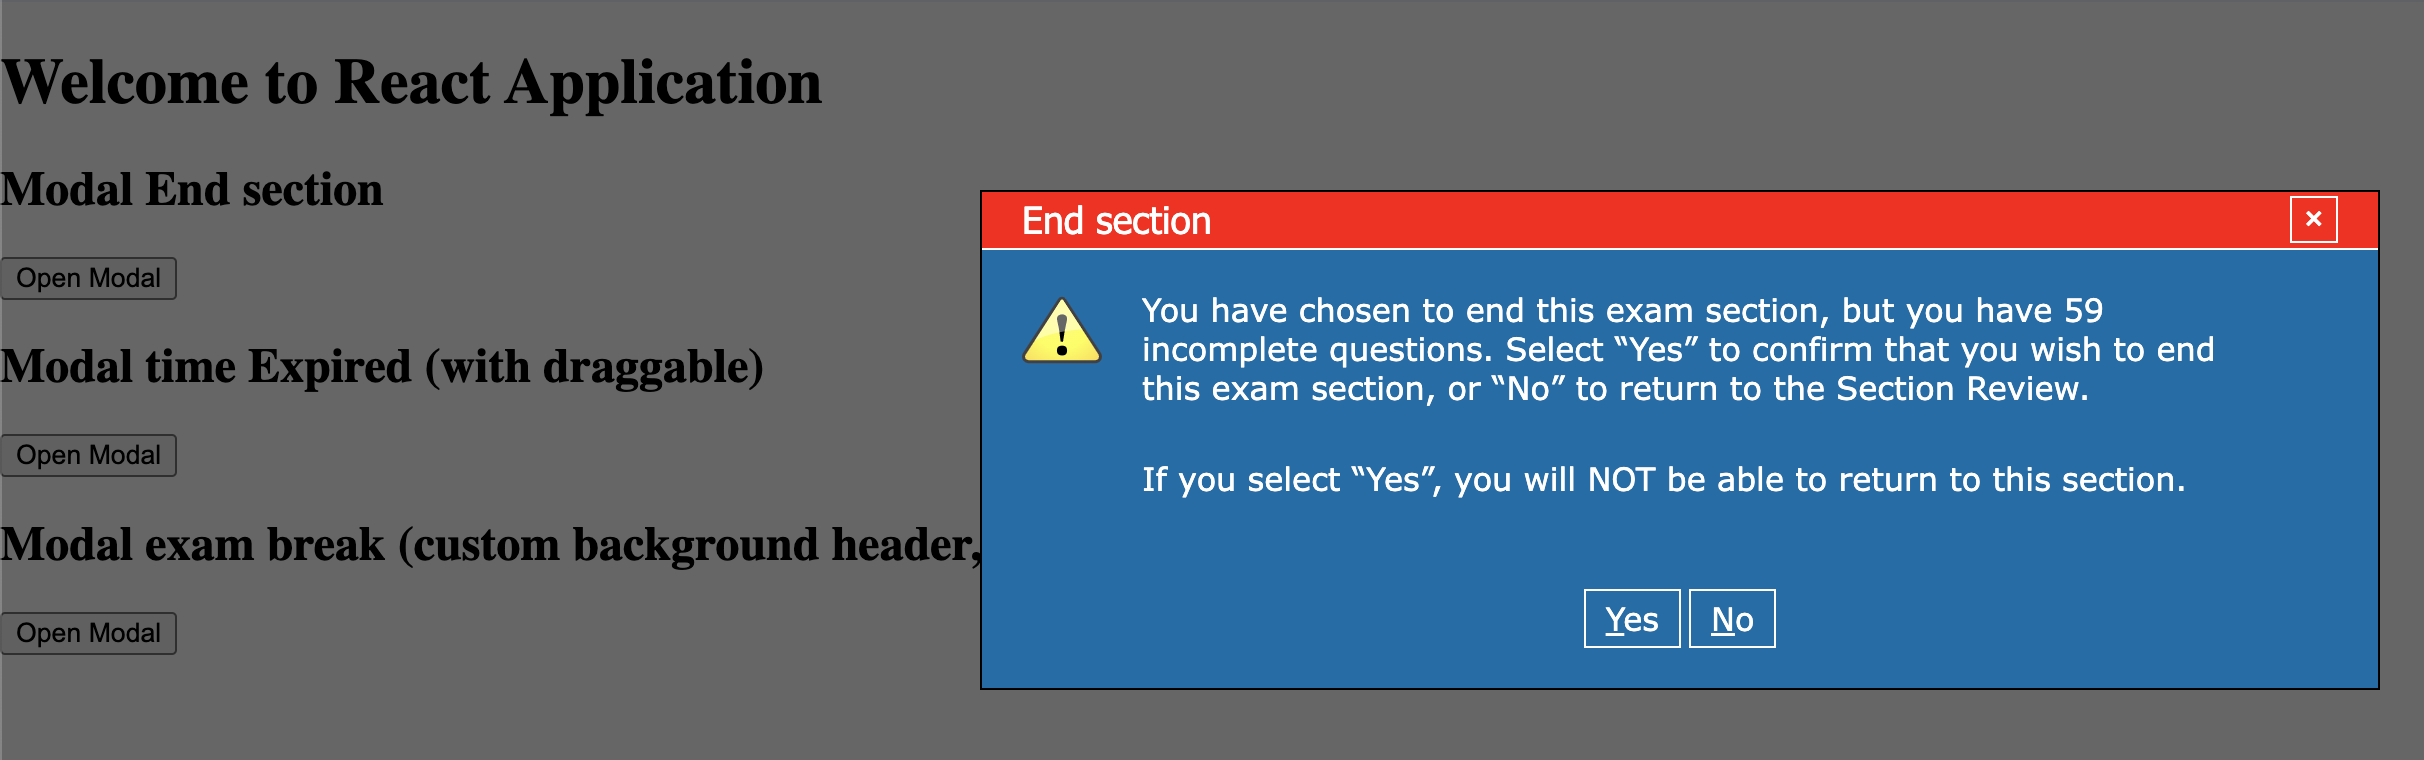 Welcome to React Application
Modal End section
Open Modal
Modal time Expired (with draggable)
Open Modal
Modal exam break (custom background header,
Open Modal
End section
×
You have chosen to end this exam section, but you have 59
incomplete questions. Select “Yes” to confirm that you wish to end
this exam section, or “No” to return to the Section Review.
If you select “Yes”, you will NOT be able to return to this section.
Yes No